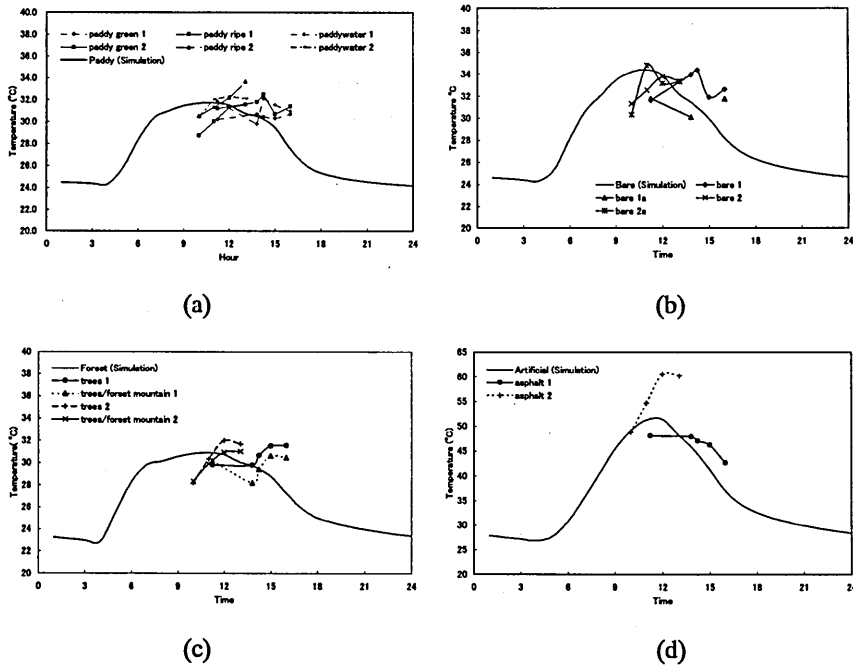 40.0
38.0
36.0
34.0
32.0
30.0
28.0
26.0
24.0
22.0
20.0
Temperature (°C)
paddy green 1 paddy ripe 1 paddywater 1
paddy green 2 paddy ripe 2 paddywater 2
Paddy (Simulation)
0 3 6 9 12 15 18 21 24
Hour
(a)
40
38
36
34
32
30
28
26
24
22
20
Temperature °C
Bare (Simulation) bare 1
bare 1a bare 2
bare 2a
0 3 6 9 12 15 18 21 24
Time
(b)
40
38
36
34
32
30
28
26
24
22
20
Temperature(°C)
Forest (Simulation)
trees 1
trees/forest mountain 1
trees 2
trees/forest mountain 2
0 3 6 9 12 15 18 21 24
Time
(c)
65
60
55
50
45
40
35
30
25
20
Temperature (°C)
Artificial (Simulation)
asphalt 1
asphalt 2
0 3 6 9 12 15 18 21 24
Time
(d)